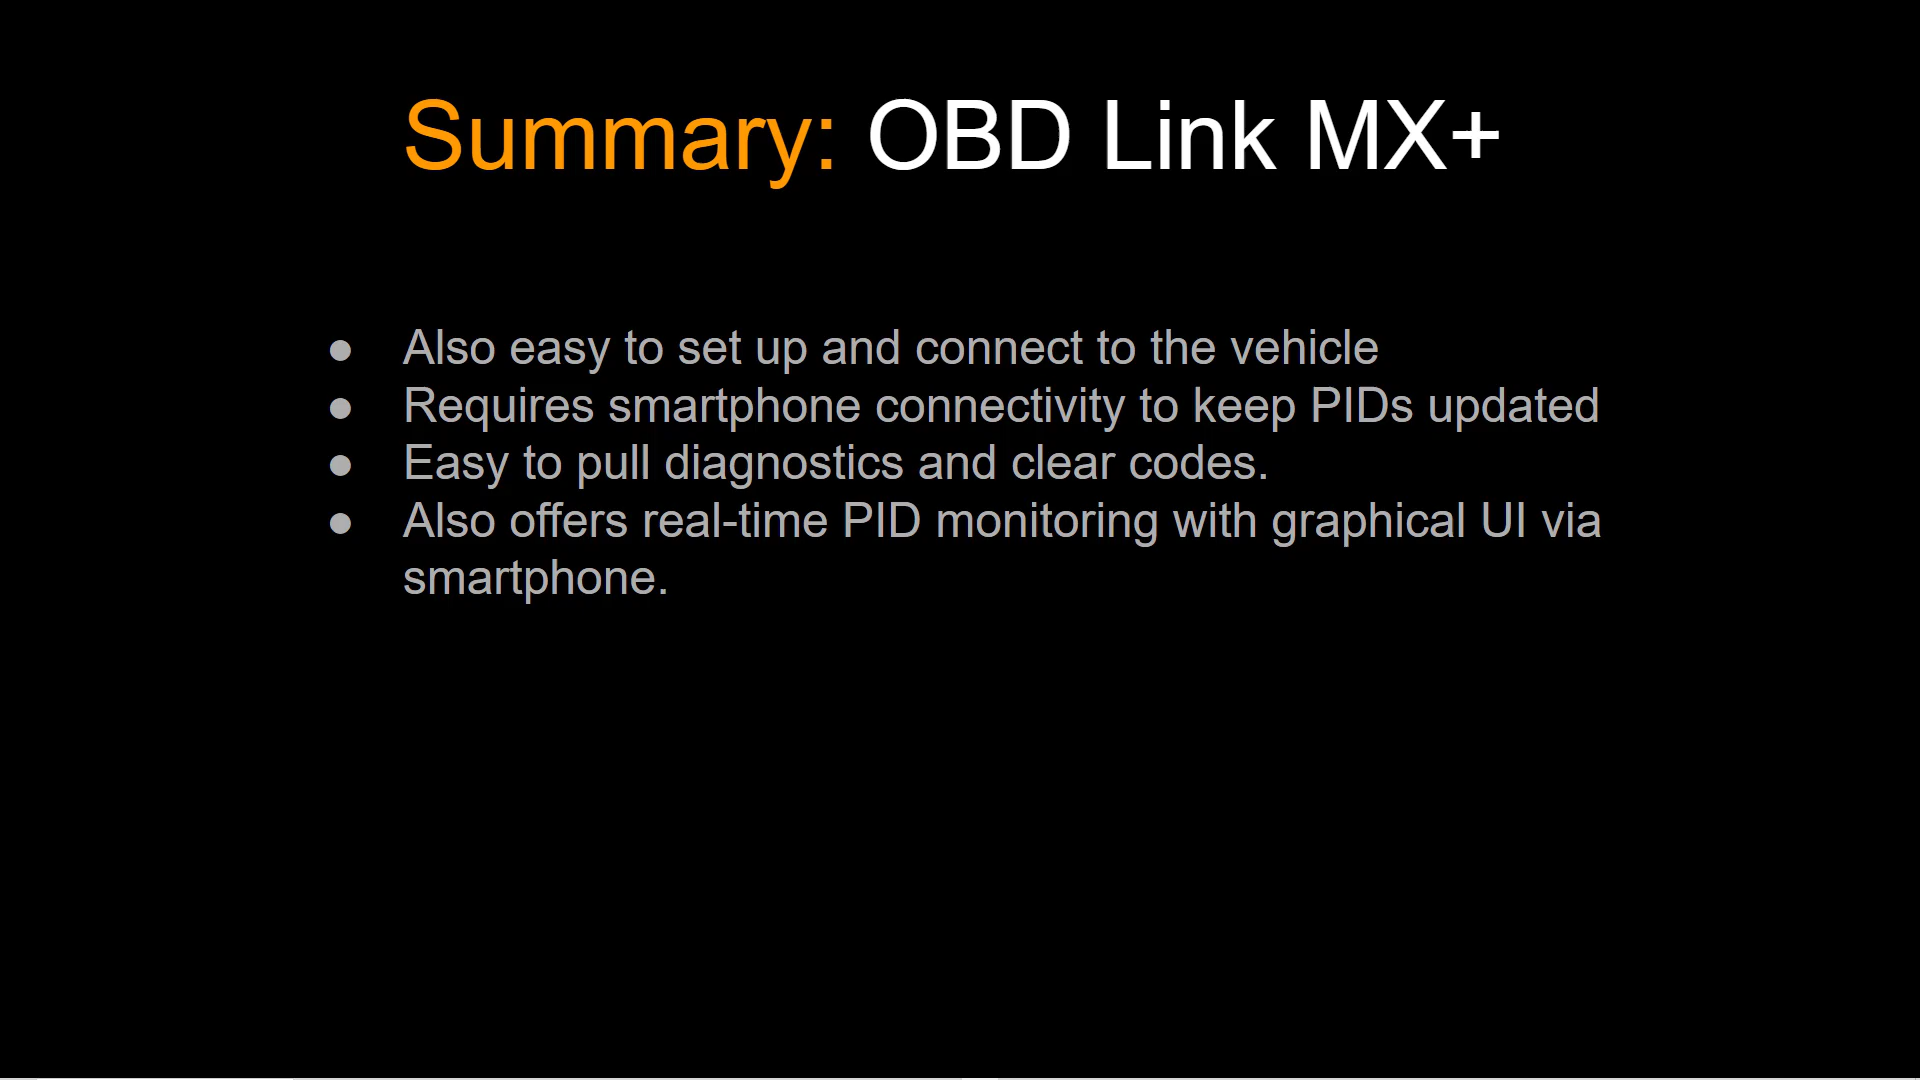 Summary: OBD Link MX+
● Also easy to set up and connect to the vehicle
● Requires smartphone connectivity to keep PIDs updated
● Easy to pull diagnostics and clear codes.
● Also offers real-time PID monitoring with graphical UI via
smartphone.